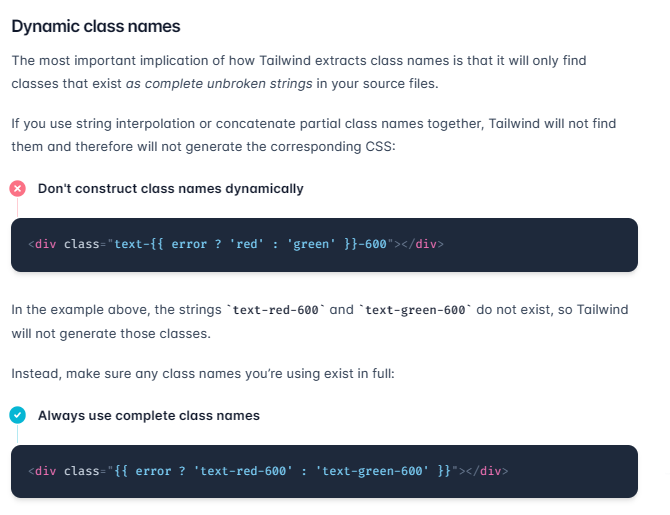 Dynamic class names
The most important implication of how Tailwind extracts class names is that it will only find
classes that exist as complete unbroken strings in your source files.
If you use string interpolation or concatenate partial class names together, Tailwind will not find
them and therefore will not generate the corresponding CSS:
Don't construct class names dynamically
<div class="text-{{ error ? 'red' : 'green' }}-600"></div>
In the example above, the strings `text-red-600` and `text-green-600` do not exist, so Tailwind
will not generate those classes.
Instead, make sure any class names you’re using exist in full:
Always use complete class names
<div class="{{ error ? 'text-red-600' : 'text-green-600' }}"></div>